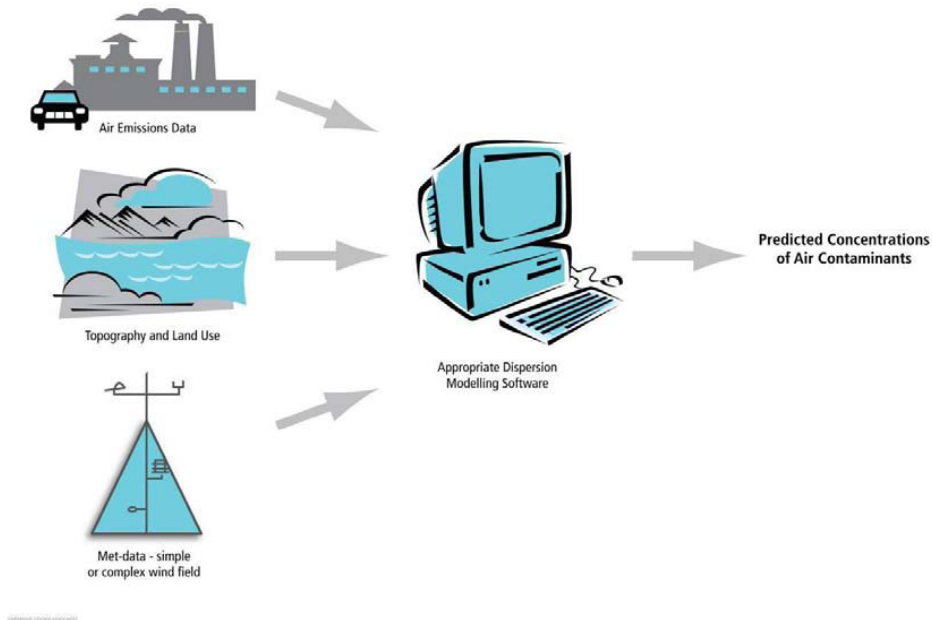 Air Emissions Data
Topography and Land Use
Met-data - simple
or complex wind field
Appropriate Dispersion
Modelling Software
Predicted Concentrations
of Air Contaminants